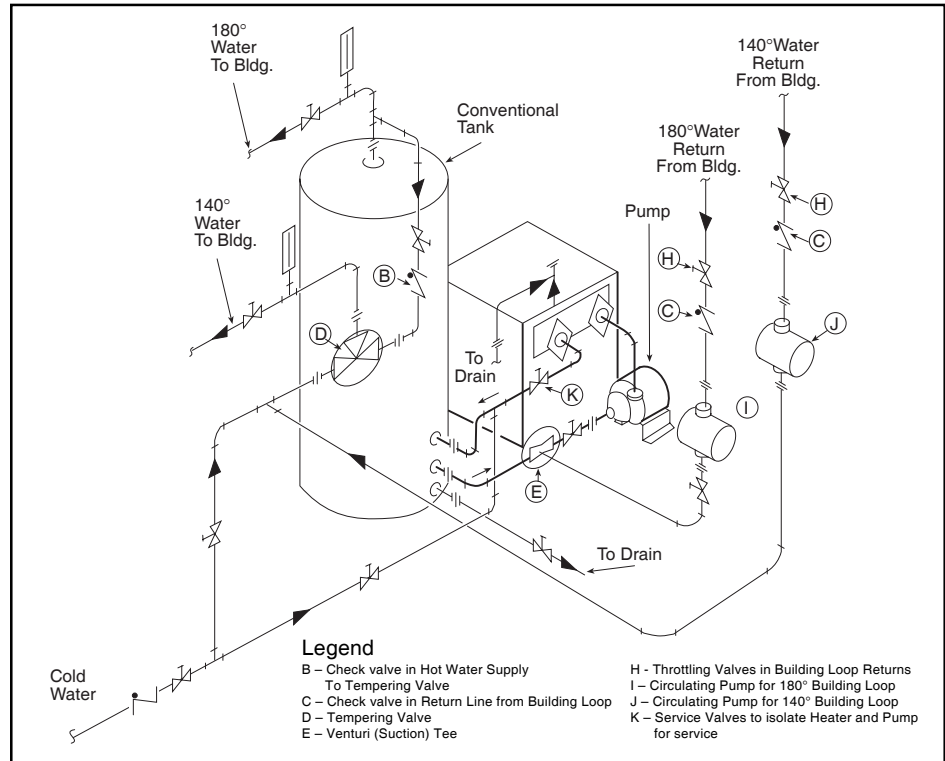 180°
Water
To Bldg.
140°Water
Return
From Bldg.
Conventional
Tank
180°Water
Return
From Bldg.
140°
Water
To Bldg.
Pump
H
C
B
H
C
D
J
To
Drain
K
I
E
To Drain
Cold
Water
Legend
B – Check valve in Hot Water Supply
To Tempering Valve
C – Check valve in Return Line from Building Loop
D – Tempering Valve
E – Venturi (Suction) Tee
H - Throttling Valves in Building Loop Returns
I – Circulating Pump for 180° Building Loop
J – Circulating Pump for 140° Building Loop
K – Service Valves to isolate Heater and Pump
for service